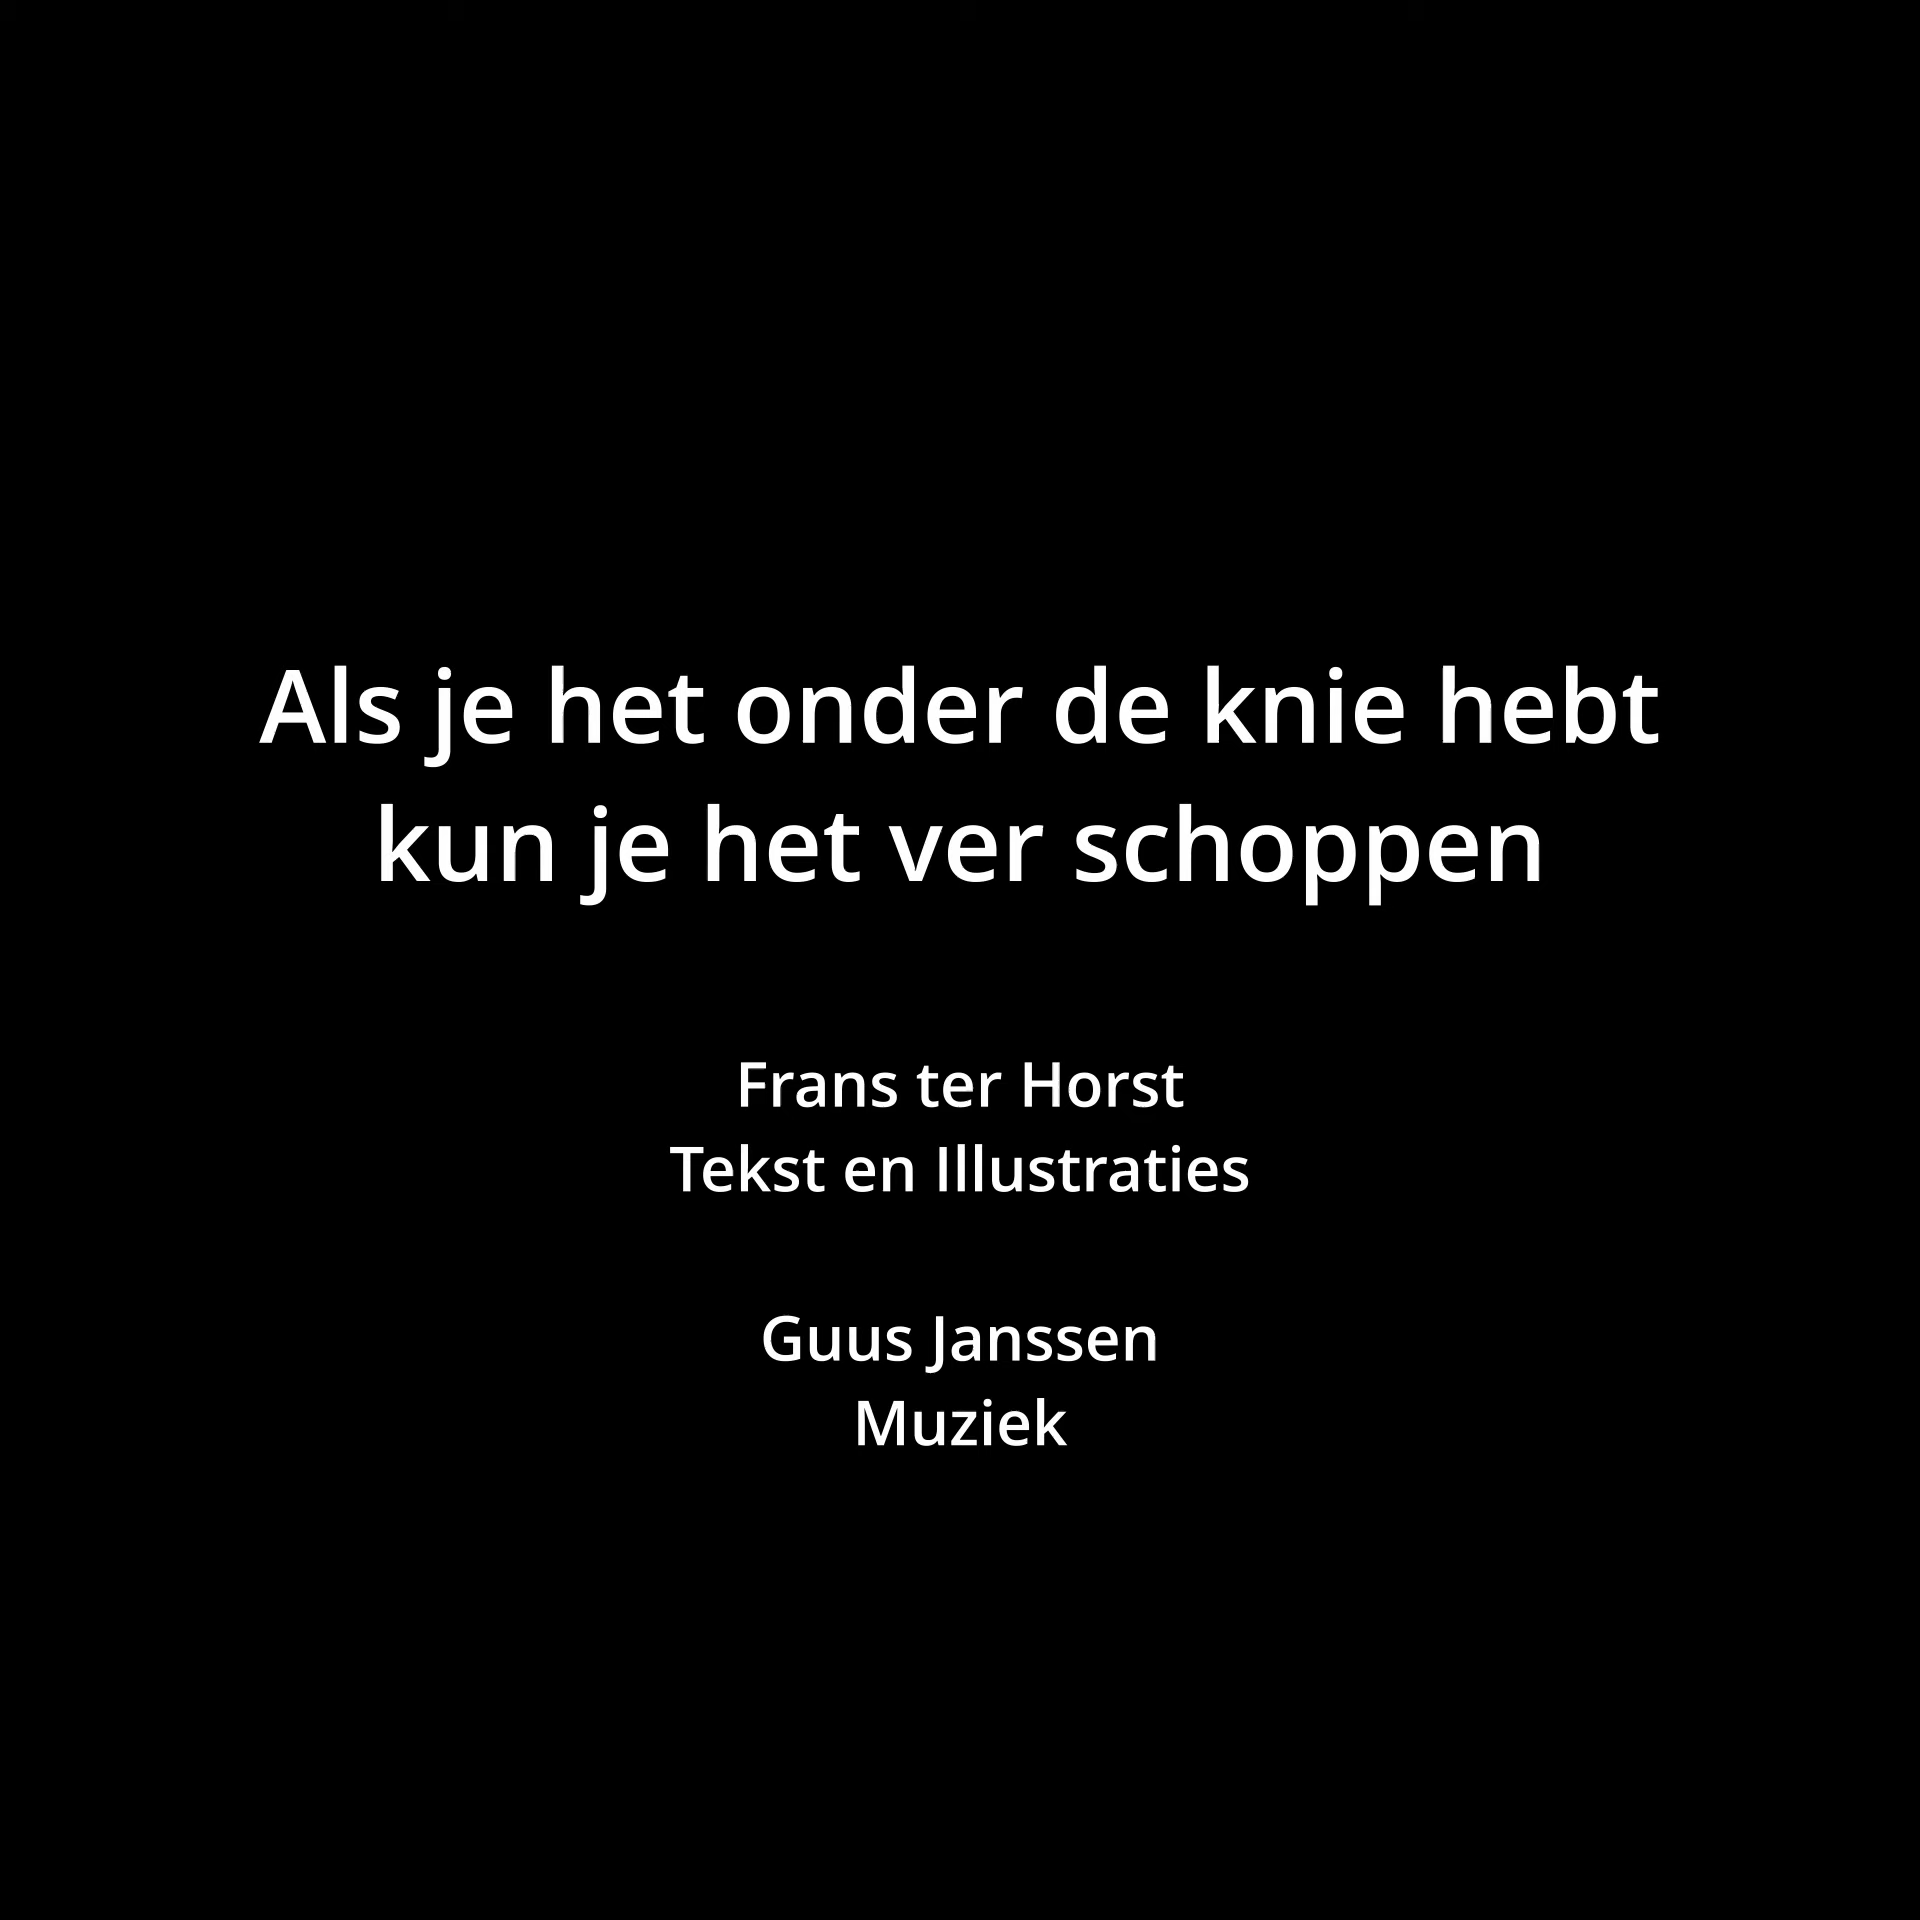 Als je het onder de knie hebt
kun je het ver schoppen
Frans ter Horst
Tekst en Illustraties
Guus Janssen
Muziek